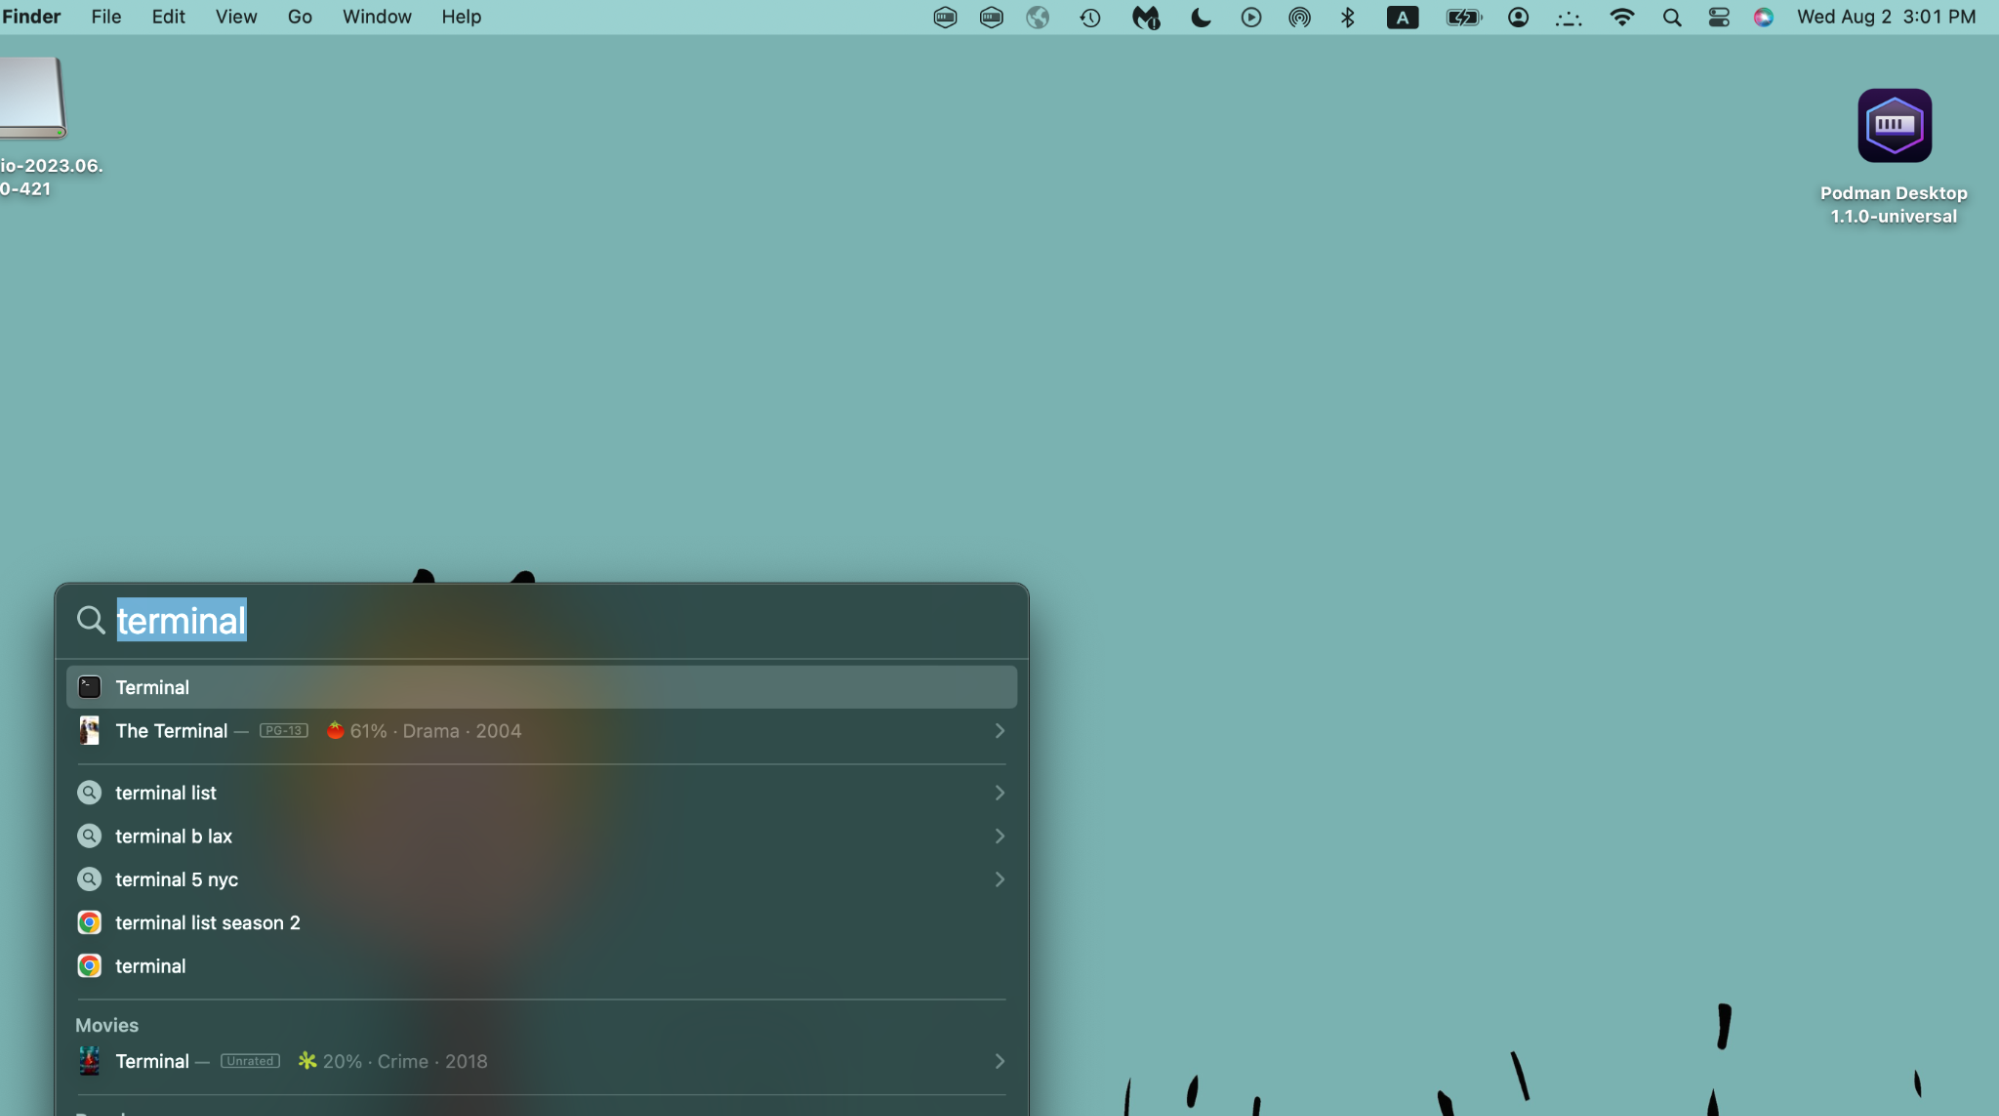 Finder File Edit View Go Window Help A Wed Aug 2 3:01 PM
io-2023.06.
0-421
Podman Desktop
1.1.0-universal
terminal
Terminal
The Terminal — PG-13 61% · Drama · 2004
terminal list
terminal b lax
terminal 5 nyc
terminal list season 2
terminal
Movies
Terminal — Unrated 20% · Crime · 2018